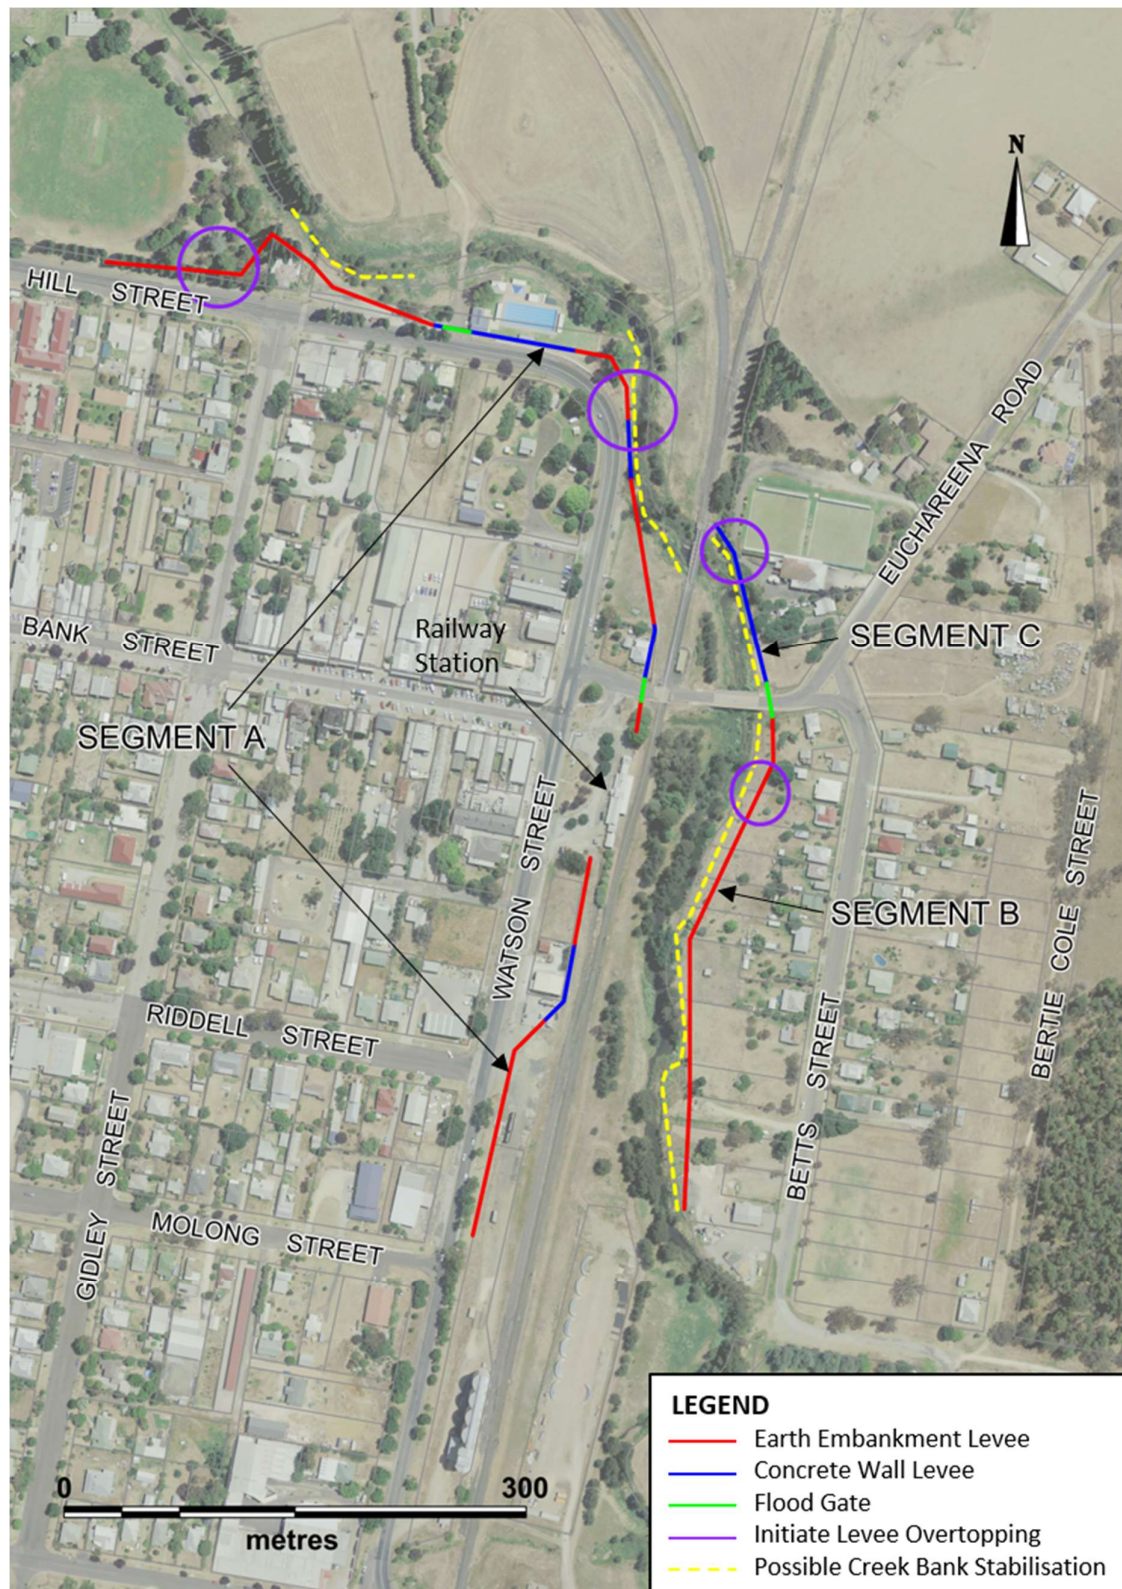 N
HILL STREET
EUCHAREENA ROAD
BANK STREET
Railway
Station
SEGMENT C
SEGMENT A
WATSON STREET
SEGMENT B
BERTIE COLE STREET
RIDDELL STREET
BETTS STREET
GIDLEY STREET
MOLONG STREET
LEGEND
Earth Embankment Levee
Concrete Wall Levee
Flood Gate
Initiate Levee Overtopping
Possible Creek Bank Stabilisation
0 300
metres